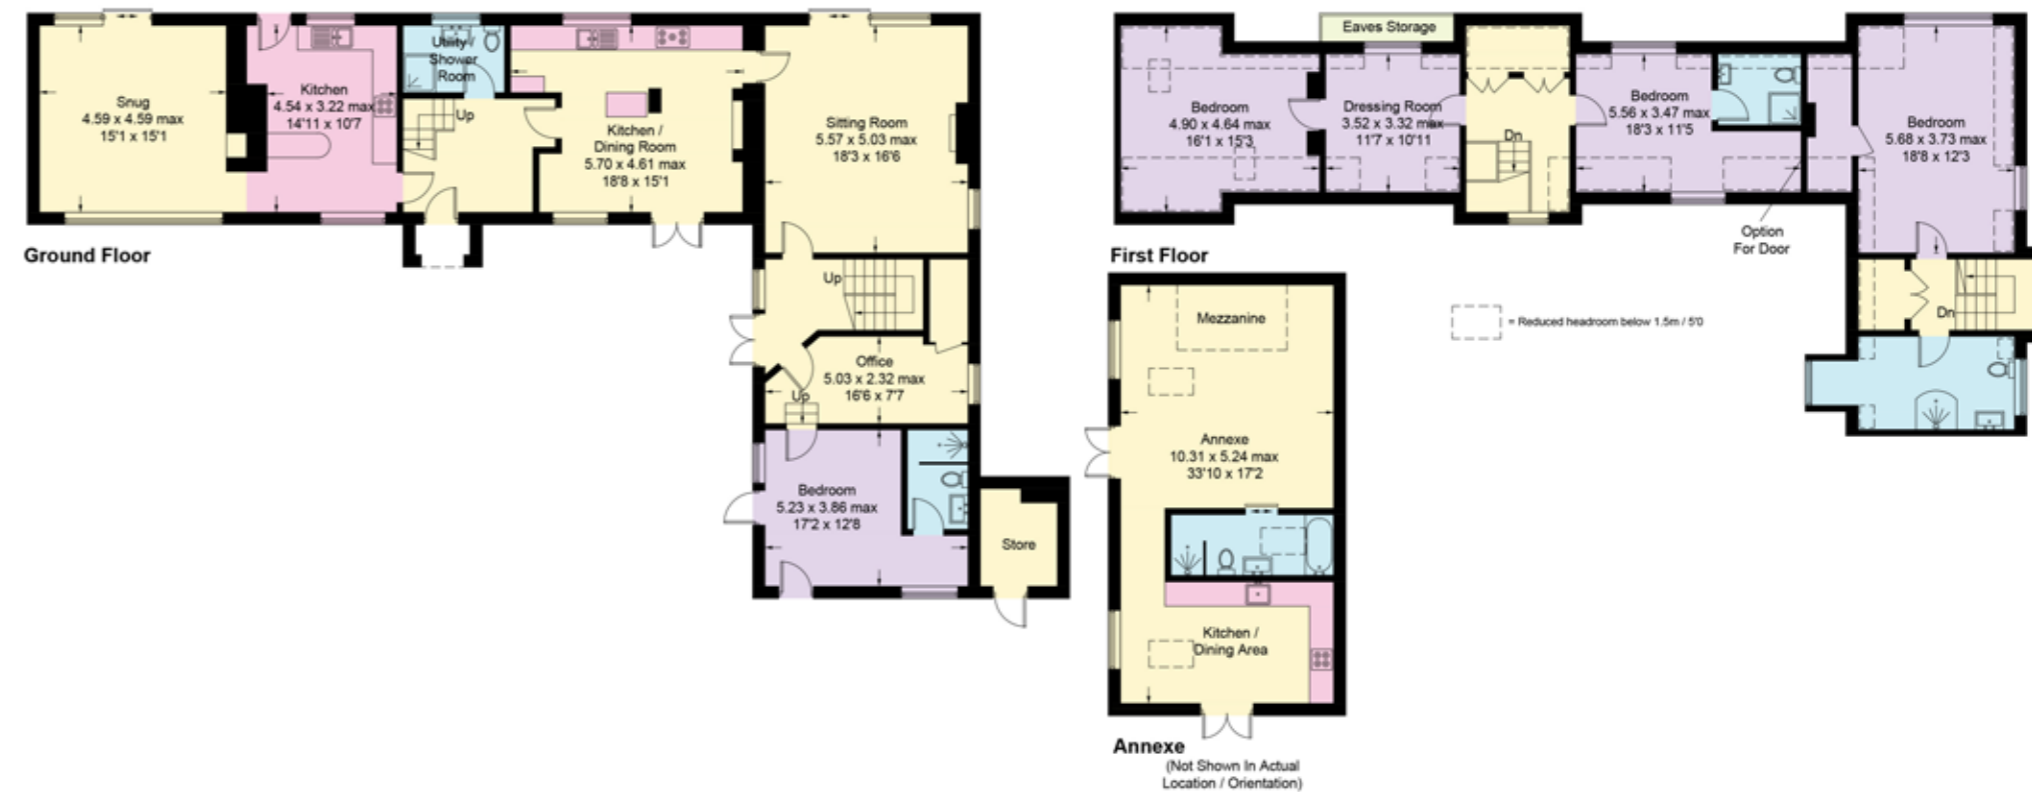 Snug
4.59 x 4.59 max
15'1 x 15'1
Kitchen
4.54 x 3.22 max
14'11 x 10'7
Utility /
Shower
Room
Up
Kitchen /
Dining Room
5.70 x 4.61 max
18'8 x 15'1
Sitting Room
5.57 x 5.03 max
18'3 x 16'6
Up
Office
5.03 x 2.32 max
16'6 x 7'7
Up
Bedroom
5.23 x 3.86 max
17'2 x 12'8
Store
Ground Floor
Eaves Storage
Bedroom
4.90 x 4.64 max
16'1 x 15'3
Dressing Room
3.52 x 3.32 max
11'7 x 10'11
Dn
Bedroom
5.56 x 3.47 max
18'3 x 11'5
Bedroom
5.68 x 3.73 max
18'8 x 12'3
Option
For Door
Dn
First Floor
= Reduced headroom below 1.5m / 5'0
Mezzanine
Annexe
10.31 x 5.24 max
33'10 x 17'2
Kitchen /
Dining Area
Annexe
(Not Shown In Actual
Location / Orientation)